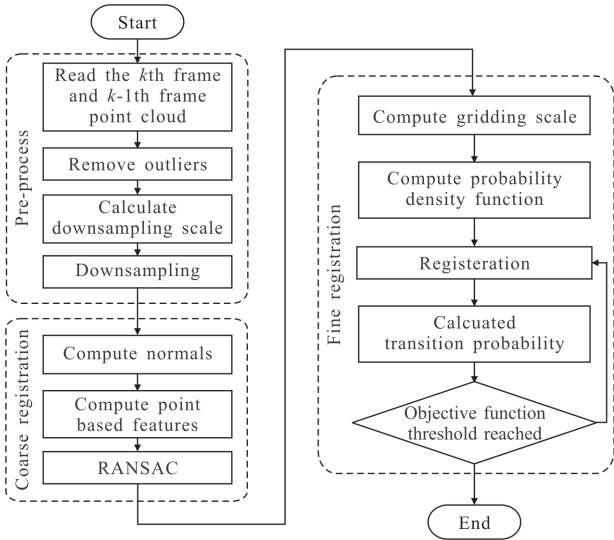 Start
Pre-process
Read the kth frame
and k-1th frame
point cloud
Remove outliers
Calculate
downsampling scale
Downsampling
Coarse registration
Compute normals
Compute point
based features
RANSAC
Fine registration
Compute gridding scale
Compute probability
density function
Registeration
Calcuated
transition probability
Objective function
threshold reached
End